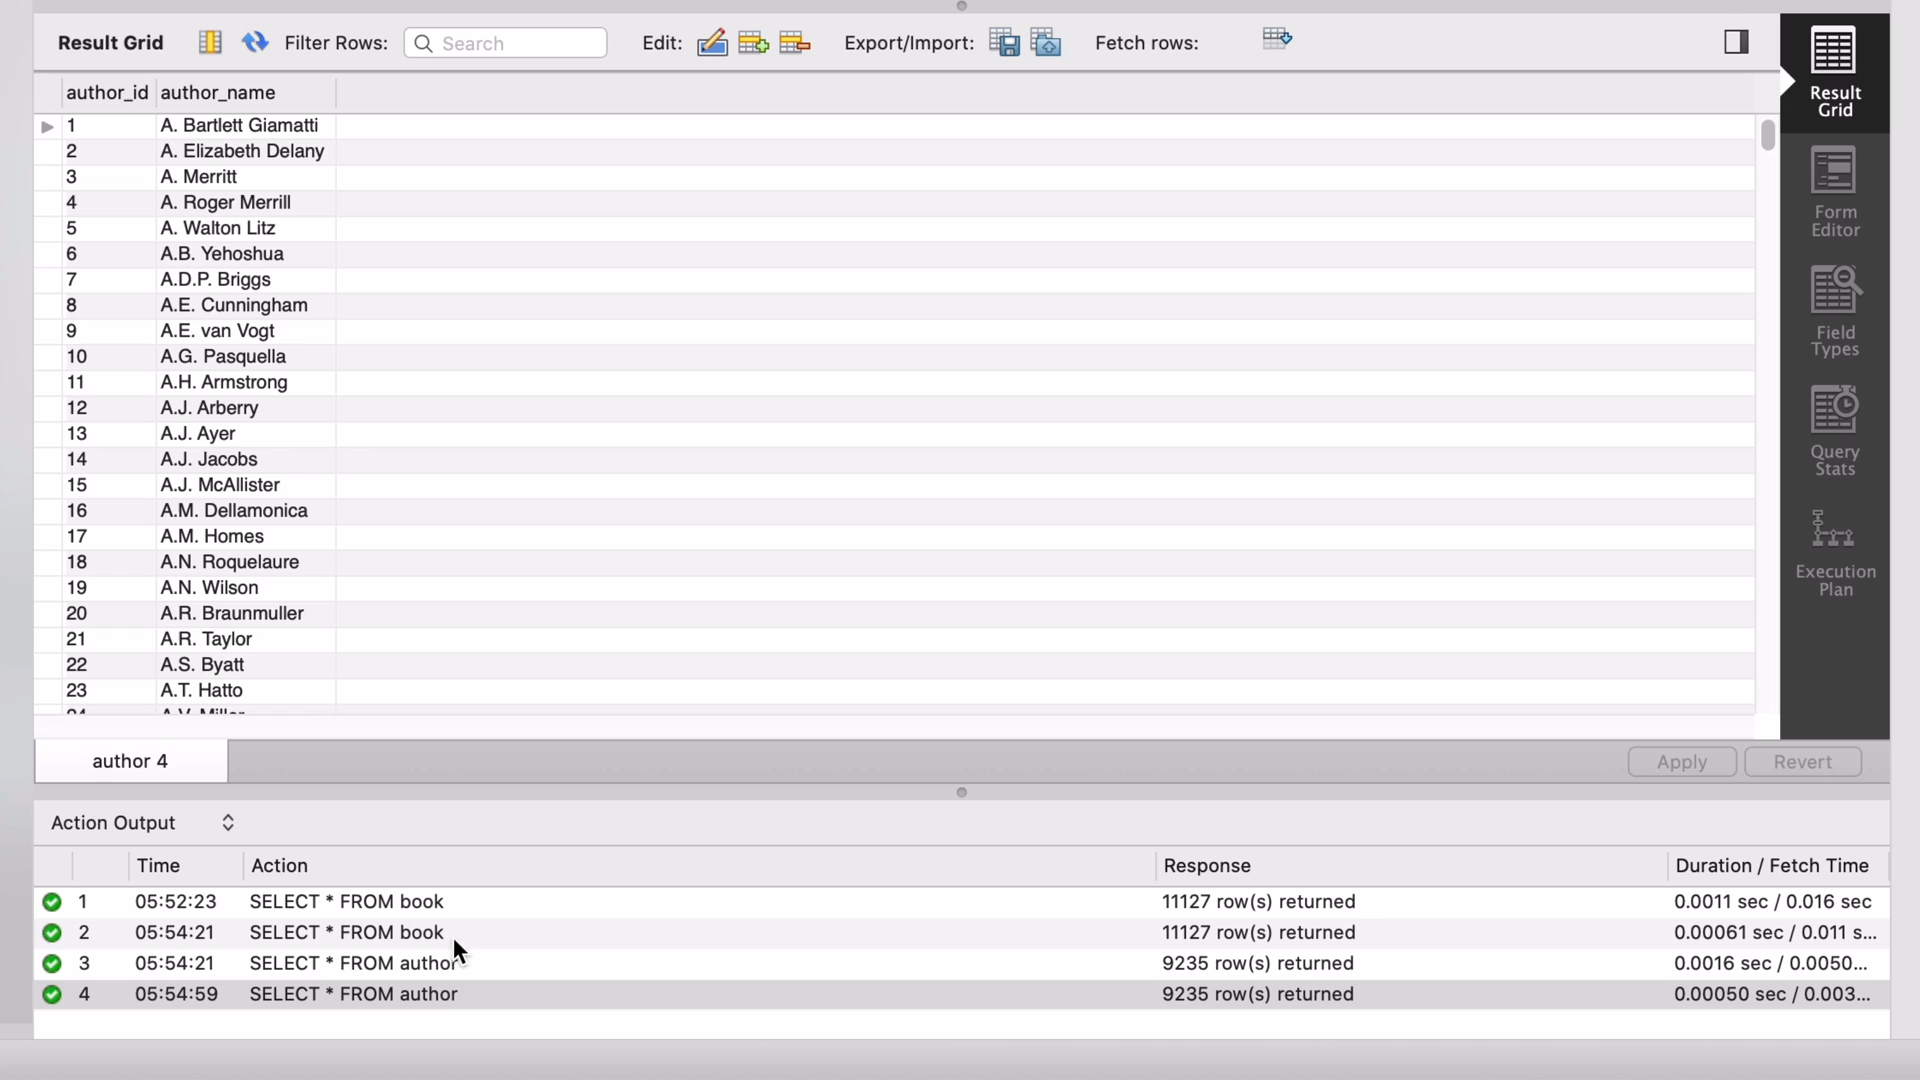 Result Grid Filter Rows: Search Edit: Export/Import: Fetch rows:
author_id author_name
1 A. Bartlett Giamatti
2 A. Elizabeth Delany
3 A. Merritt
4 A. Roger Merrill
5 A. Walton Litz
6 A.B. Yehoshua
7 A.D.P. Briggs
8 A.E. Cunningham
9 A.E. van Vogt
10 A.G. Pasquella
11 A.H. Armstrong
12 A.J. Arberry
13 A.J. Ayer
14 A.J. Jacobs
15 A.J. McAllister
16 A.M. Dellamonica
17 A.M. Homes
18 A.N. Roquelaure
19 A.N. Wilson
20 A.R. Braunmuller
21 A.R. Taylor
22 A.S. Byatt
23 A.T. Hatto
24 A.V. Miller
Result
Grid
Form
Editor
Field
Types
Query
Stats
Execution
Plan
author 4 Apply Revert
Action Output
Time Action Response Duration / Fetch Time
1 05:52:23 SELECT * FROM book 11127 row(s) returned 0.0011 sec / 0.016 sec
2 05:54:21 SELECT * FROM book 11127 row(s) returned 0.00061 sec / 0.011 s...
3 05:54:21 SELECT * FROM author 9235 row(s) returned 0.0016 sec / 0.0050...
4 05:54:59 SELECT * FROM author 9235 row(s) returned 0.00050 sec / 0.003...